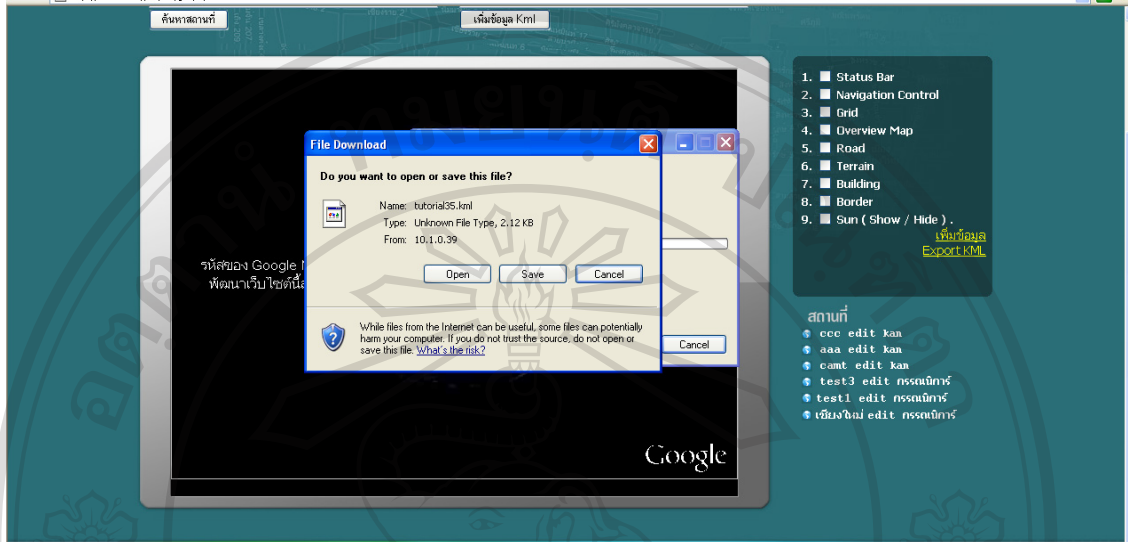 ค้นหาสถานที่
เพิ่มข้อมูล Kml
File Download
Do you want to open or save this file?
Name: tutorial35.kml
Type: Unknown File Type, 2.12 KB
From: 10.1.0.39
Open
Save
Cancel
While files from the Internet can be useful, some files can potentially
harm your computer. If you do not trust the source, do not open or
save this file. What's the risk?
Cancel
รหัสของ Google
พัฒนาเว็บไซต์นี้
Google
1. Status Bar
2. Navigation Control
3. Grid
4. Overview Map
5. Road
6. Terrain
7. Building
8. Border
9. Sun ( Show / Hide ) .
เพิ่มข้อมูล
Export KML
สถานที่
ccc edit kan
aaa edit kan
camt edit kan
test3 edit กรรณิการ์
test1 edit กรรณิการ์
เชียงใหม่ edit กรรณิการ์